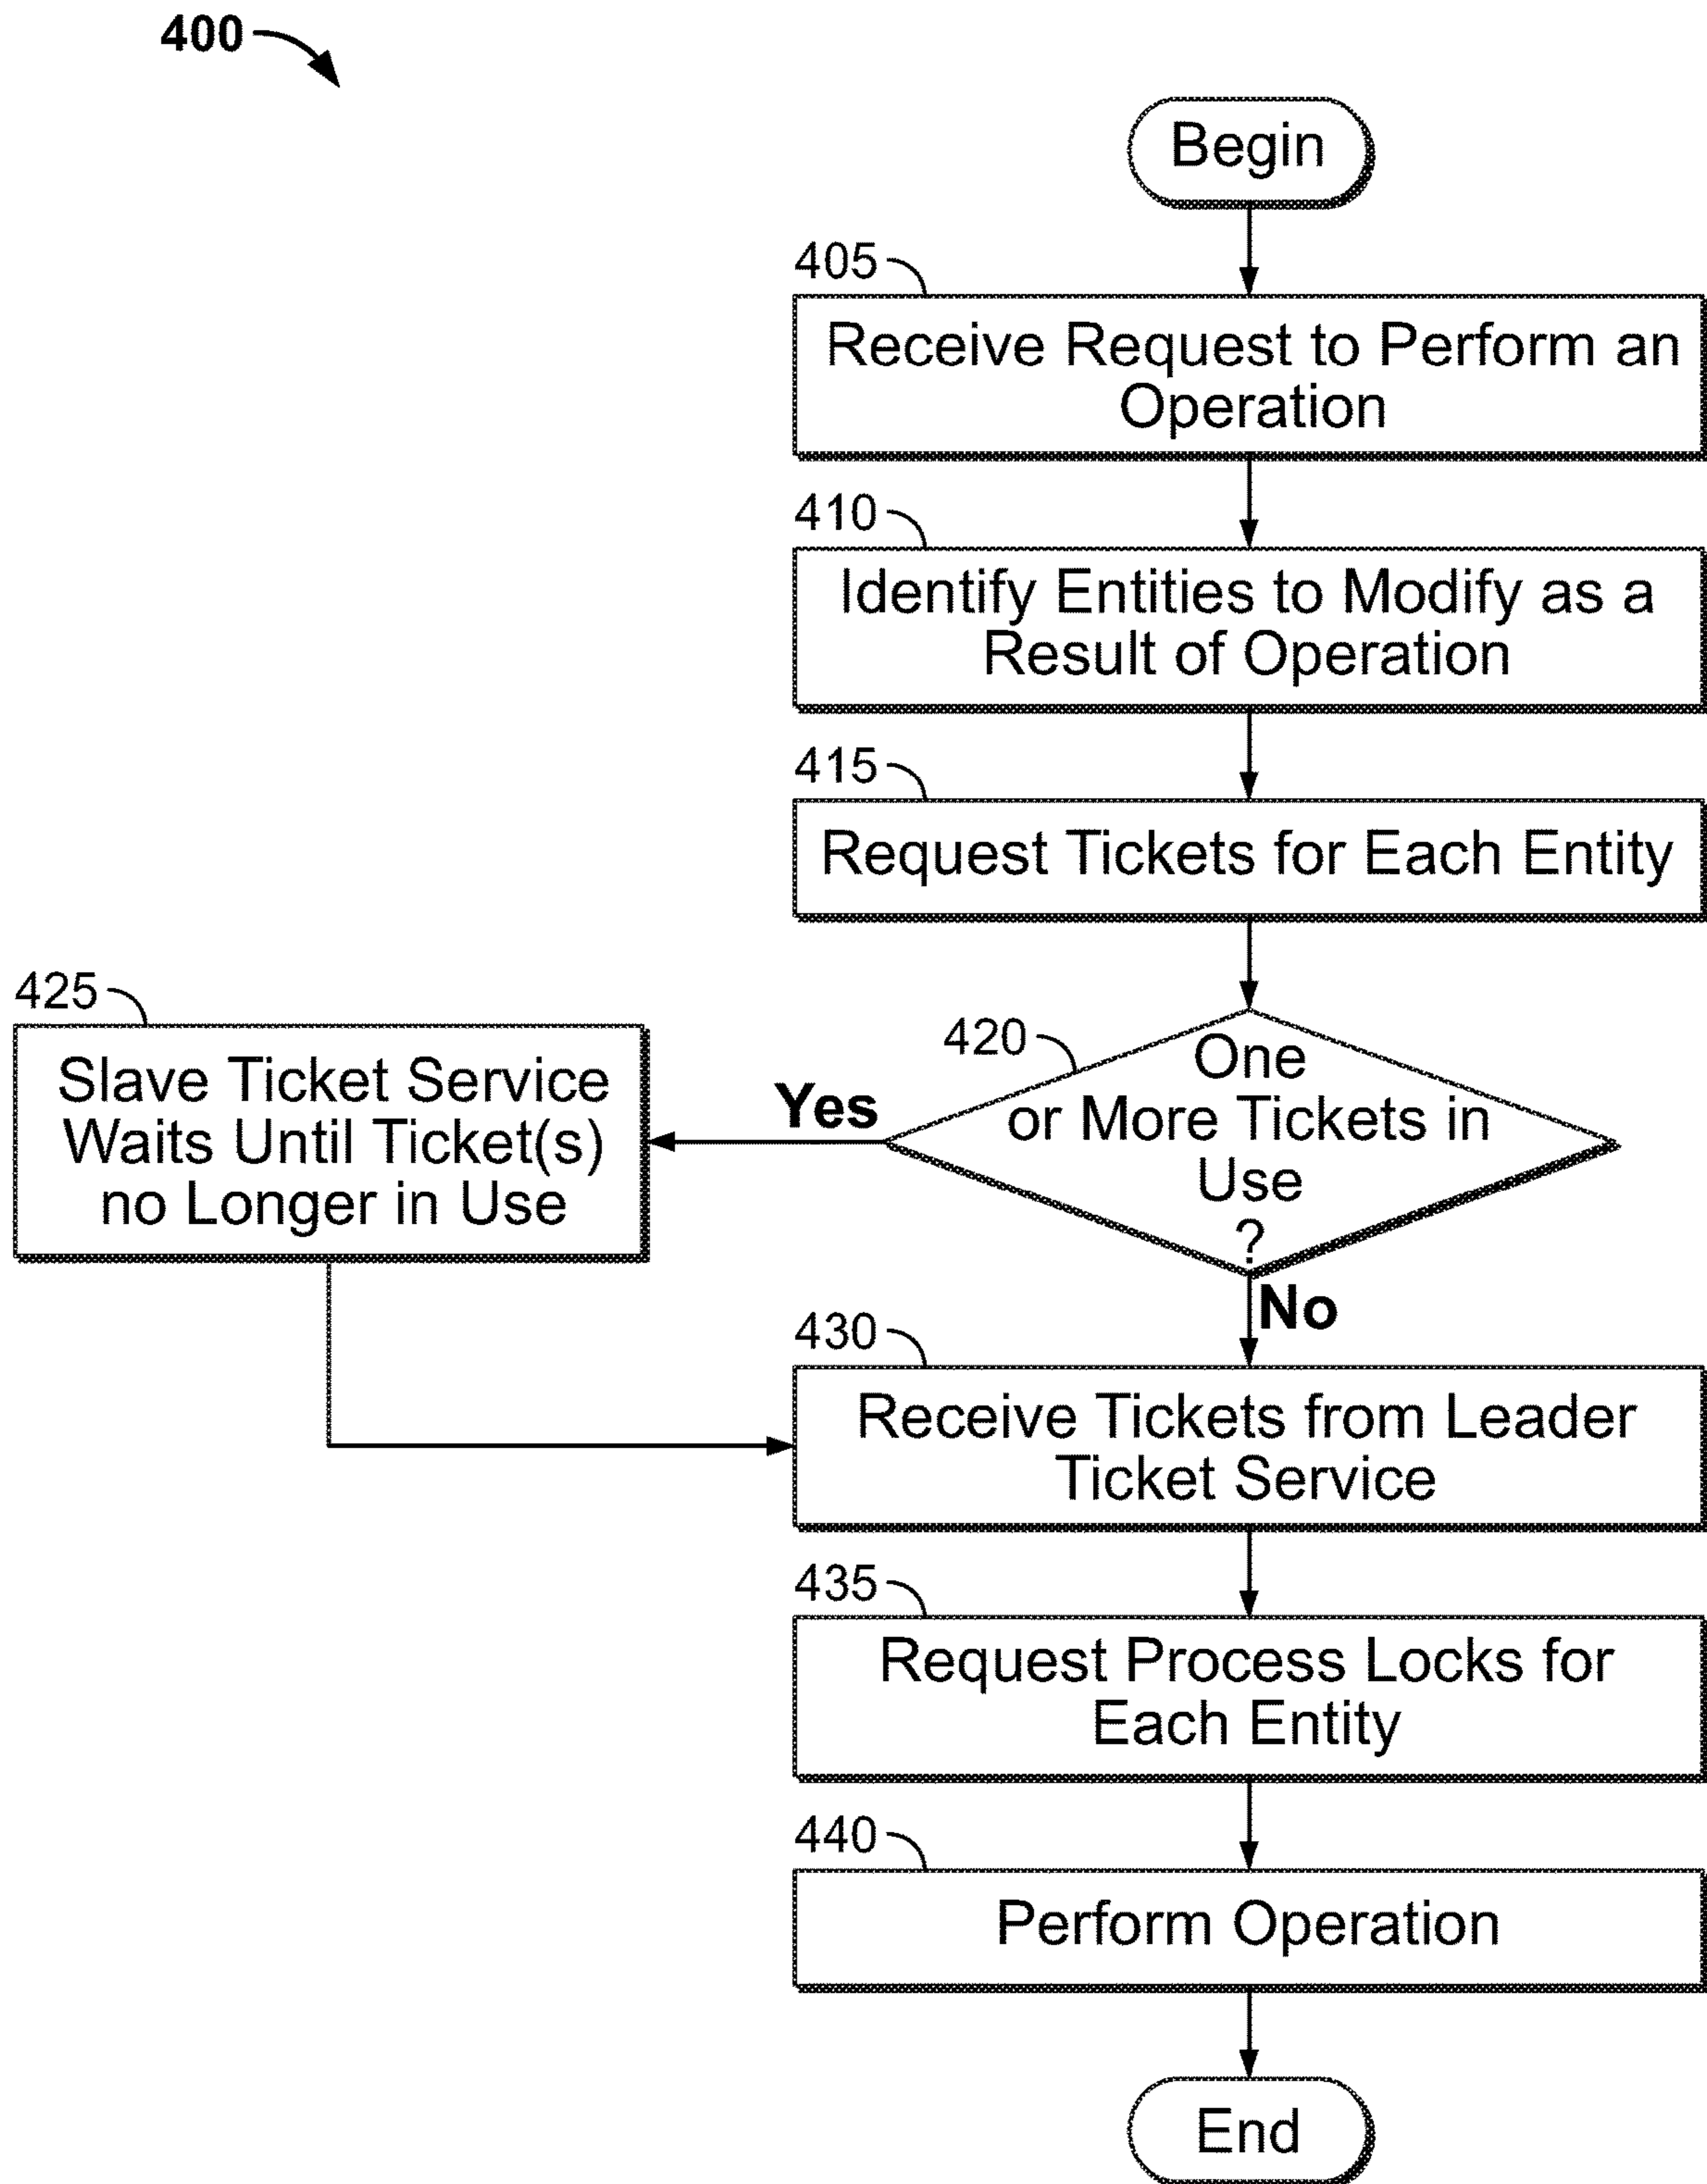 400
Begin
405
Receive Request to Perform an
Operation
410
Identify Entities to Modify as a
Result of Operation
415
Request Tickets for Each Entity
425
Slave Ticket Service
Waits Until Ticket(s)
no Longer in Use
Yes
420
One
or More Tickets in
Use
?
No
430
Receive Tickets from Leader
Ticket Service
435
Request Process Locks for
Each Entity
440
Perform Operation
End